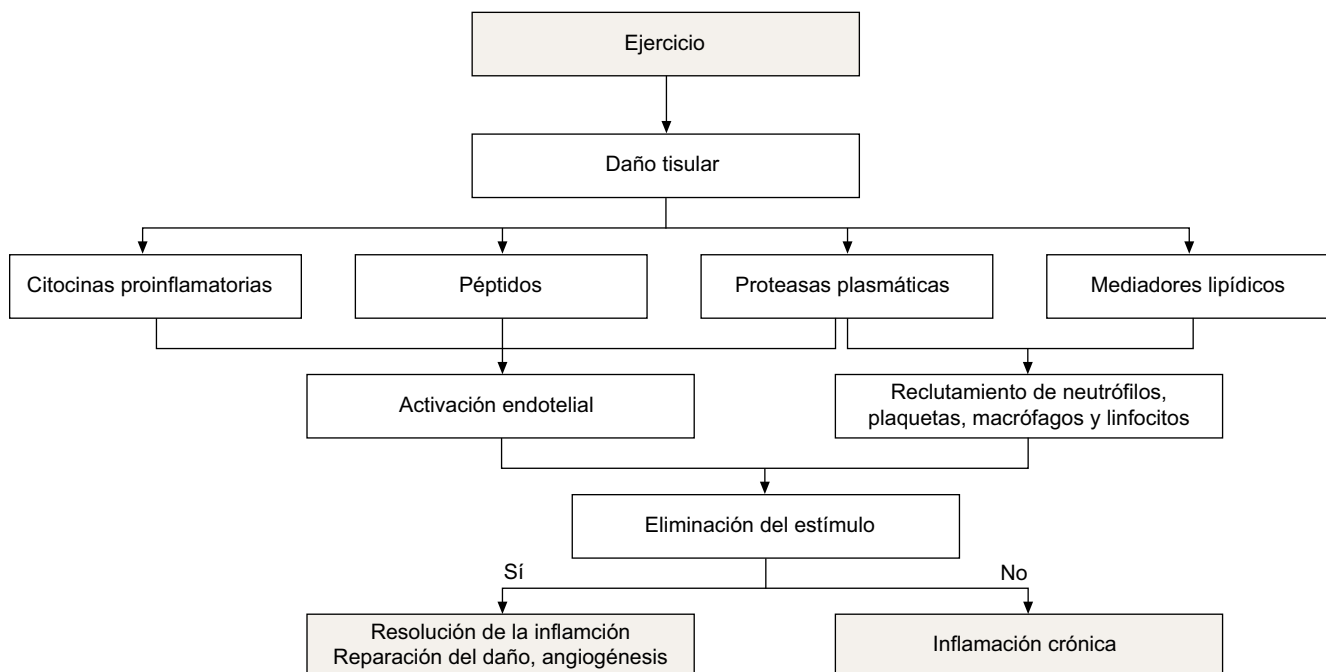 Ejercicio
Daño tisular
Citocinas proinflamatorias
Péptidos
Proteasas plasmáticas
Mediadores lipídicos
Activación endotelial
Reclutamiento de neutrófilos,
plaquetas, macrófagos y linfocitos
Eliminación del estímulo
Sí
No
Resolución de la inflamción
Reparación del daño, angiogénesis
Inflamación crónica